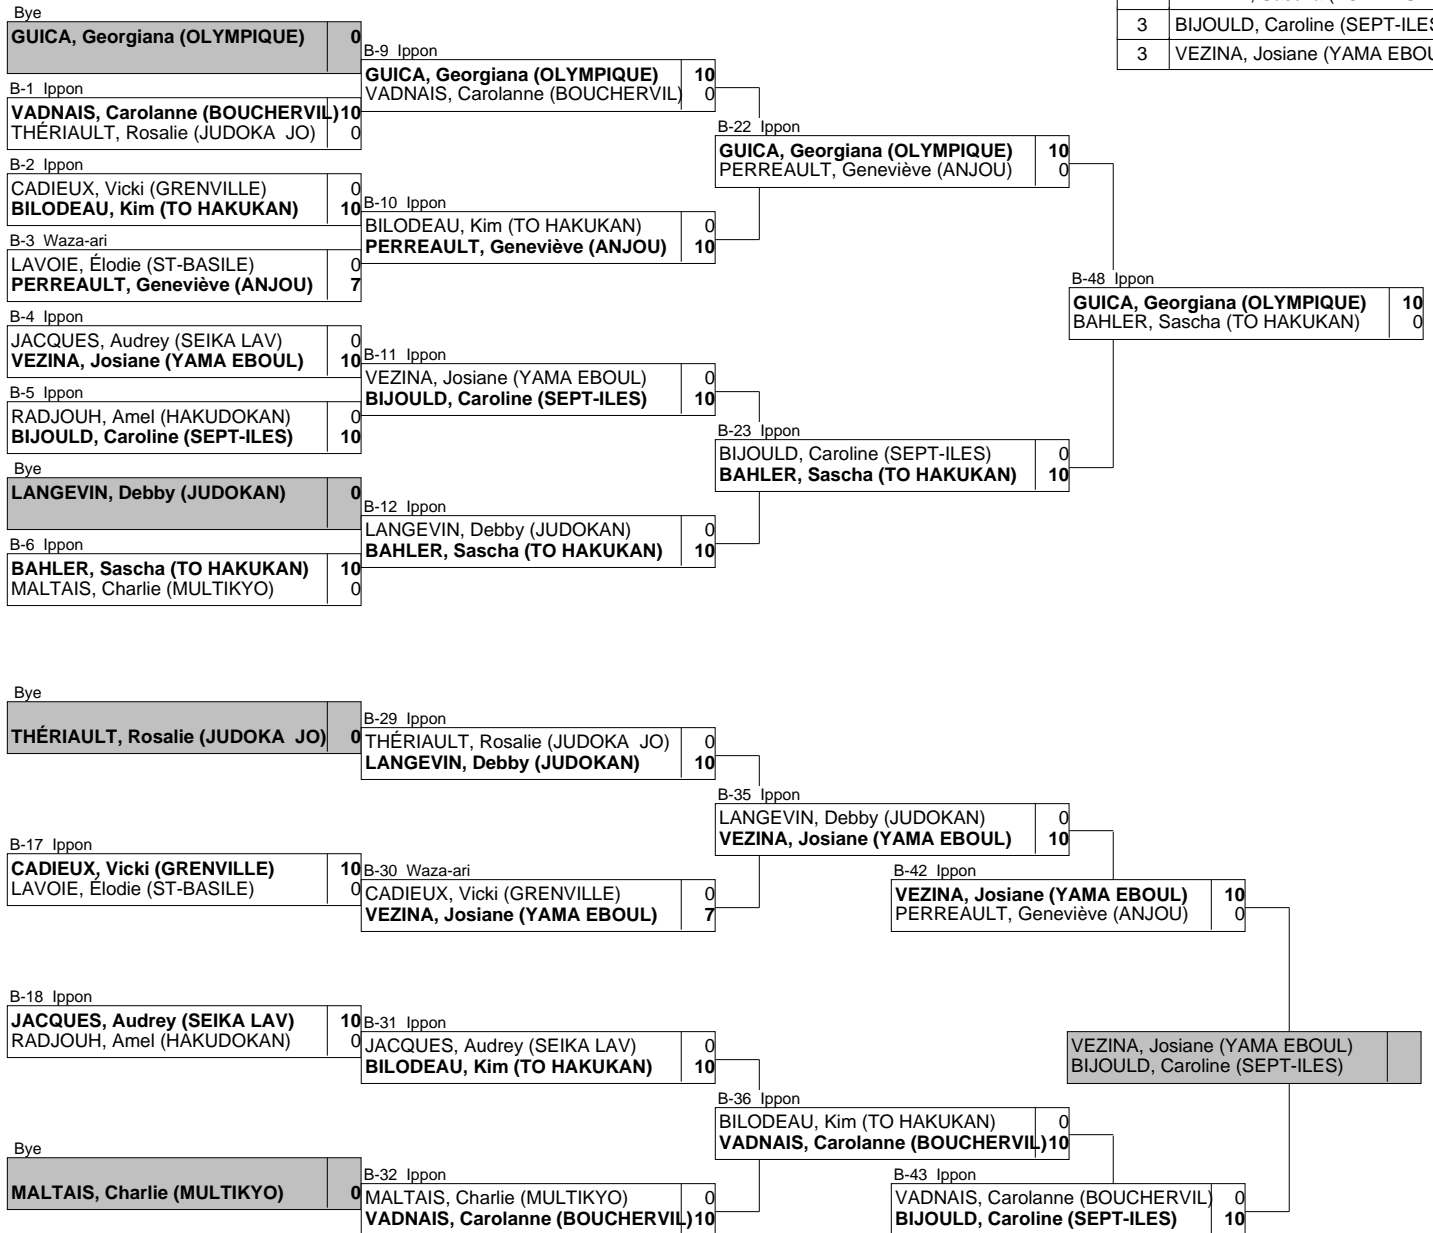 Bye
GUICA, Georgiana (OLYMPIQUE) 0
B-1 Ippon
VADNAIS, Carolanne (BOUCHERVIL) 10
THÉRIAULT, Rosalie (JUDOKA JO) 0
B-2 Ippon
CADIEUX, Vicki (GRENVILLE) 0
BILODEAU, Kim (TO HAKUKAN) 10
B-3 Waza-ari
LAVOIE, Élodie (ST-BASILE) 0
PERREAULT, Geneviève (ANJOU) 7
B-4 Ippon
JACQUES, Audrey (SEIKA LAV) 0
VEZINA, Josiane (YAMA EBOUL) 10
B-5 Ippon
RADJOUH, Amel (HAKUDOKAN) 0
BIJOULD, Caroline (SEPT-ILES) 10
Bye
LANGEVIN, Debby (JUDOKAN) 0
B-6 Ippon
BAHLER, Sascha (TO HAKUKAN) 10
MALTAIS, Charlie (MULTIKYO) 0
B-9 Ippon
GUICA, Georgiana (OLYMPIQUE) 10
VADNAIS, Carolanne (BOUCHERVIL) 0
B-10 Ippon
BILODEAU, Kim (TO HAKUKAN) 0
PERREAULT, Geneviève (ANJOU) 10
B-11 Ippon
VEZINA, Josiane (YAMA EBOUL) 0
BIJOULD, Caroline (SEPT-ILES) 10
B-12 Ippon
LANGEVIN, Debby (JUDOKAN) 0
BAHLER, Sascha (TO HAKUKAN) 10
B-22 Ippon
GUICA, Georgiana (OLYMPIQUE) 10
PERREAULT, Geneviève (ANJOU) 0
B-23 Ippon
BIJOULD, Caroline (SEPT-ILES) 0
BAHLER, Sascha (TO HAKUKAN) 10
3 BIJOULD, Caroline (SEPT-ILES
3 VEZINA, Josiane (YAMA EBOU
B-48 Ippon
GUICA, Georgiana (OLYMPIQUE) 10
BAHLER, Sascha (TO HAKUKAN) 0
Bye
THÉRIAULT, Rosalie (JUDOKA JO) 0
B-17 Ippon
CADIEUX, Vicki (GRENVILLE) 10
LAVOIE, Élodie (ST-BASILE) 0
B-18 Ippon
JACQUES, Audrey (SEIKA LAV) 10
RADJOUH, Amel (HAKUDOKAN) 0
Bye
MALTAIS, Charlie (MULTIKYO) 0
B-29 Ippon
THÉRIAULT, Rosalie (JUDOKA JO) 0
LANGEVIN, Debby (JUDOKAN) 10
B-30 Waza-ari
CADIEUX, Vicki (GRENVILLE) 0
VEZINA, Josiane (YAMA EBOUL) 7
B-31 Ippon
JACQUES, Audrey (SEIKA LAV) 0
BILODEAU, Kim (TO HAKUKAN) 10
B-32 Ippon
MALTAIS, Charlie (MULTIKYO) 0
VADNAIS, Carolanne (BOUCHERVIL) 10
B-35 Ippon
LANGEVIN, Debby (JUDOKAN) 0
VEZINA, Josiane (YAMA EBOUL) 10
B-36 Ippon
BILODEAU, Kim (TO HAKUKAN) 0
VADNAIS, Carolanne (BOUCHERVIL) 10
B-42 Ippon
VEZINA, Josiane (YAMA EBOUL) 10
PERREAULT, Geneviève (ANJOU) 0
B-43 Ippon
VADNAIS, Carolanne (BOUCHERVIL) 0
BIJOULD, Caroline (SEPT-ILES) 10
VEZINA, Josiane (YAMA EBOUL)
BIJOULD, Caroline (SEPT-ILES)